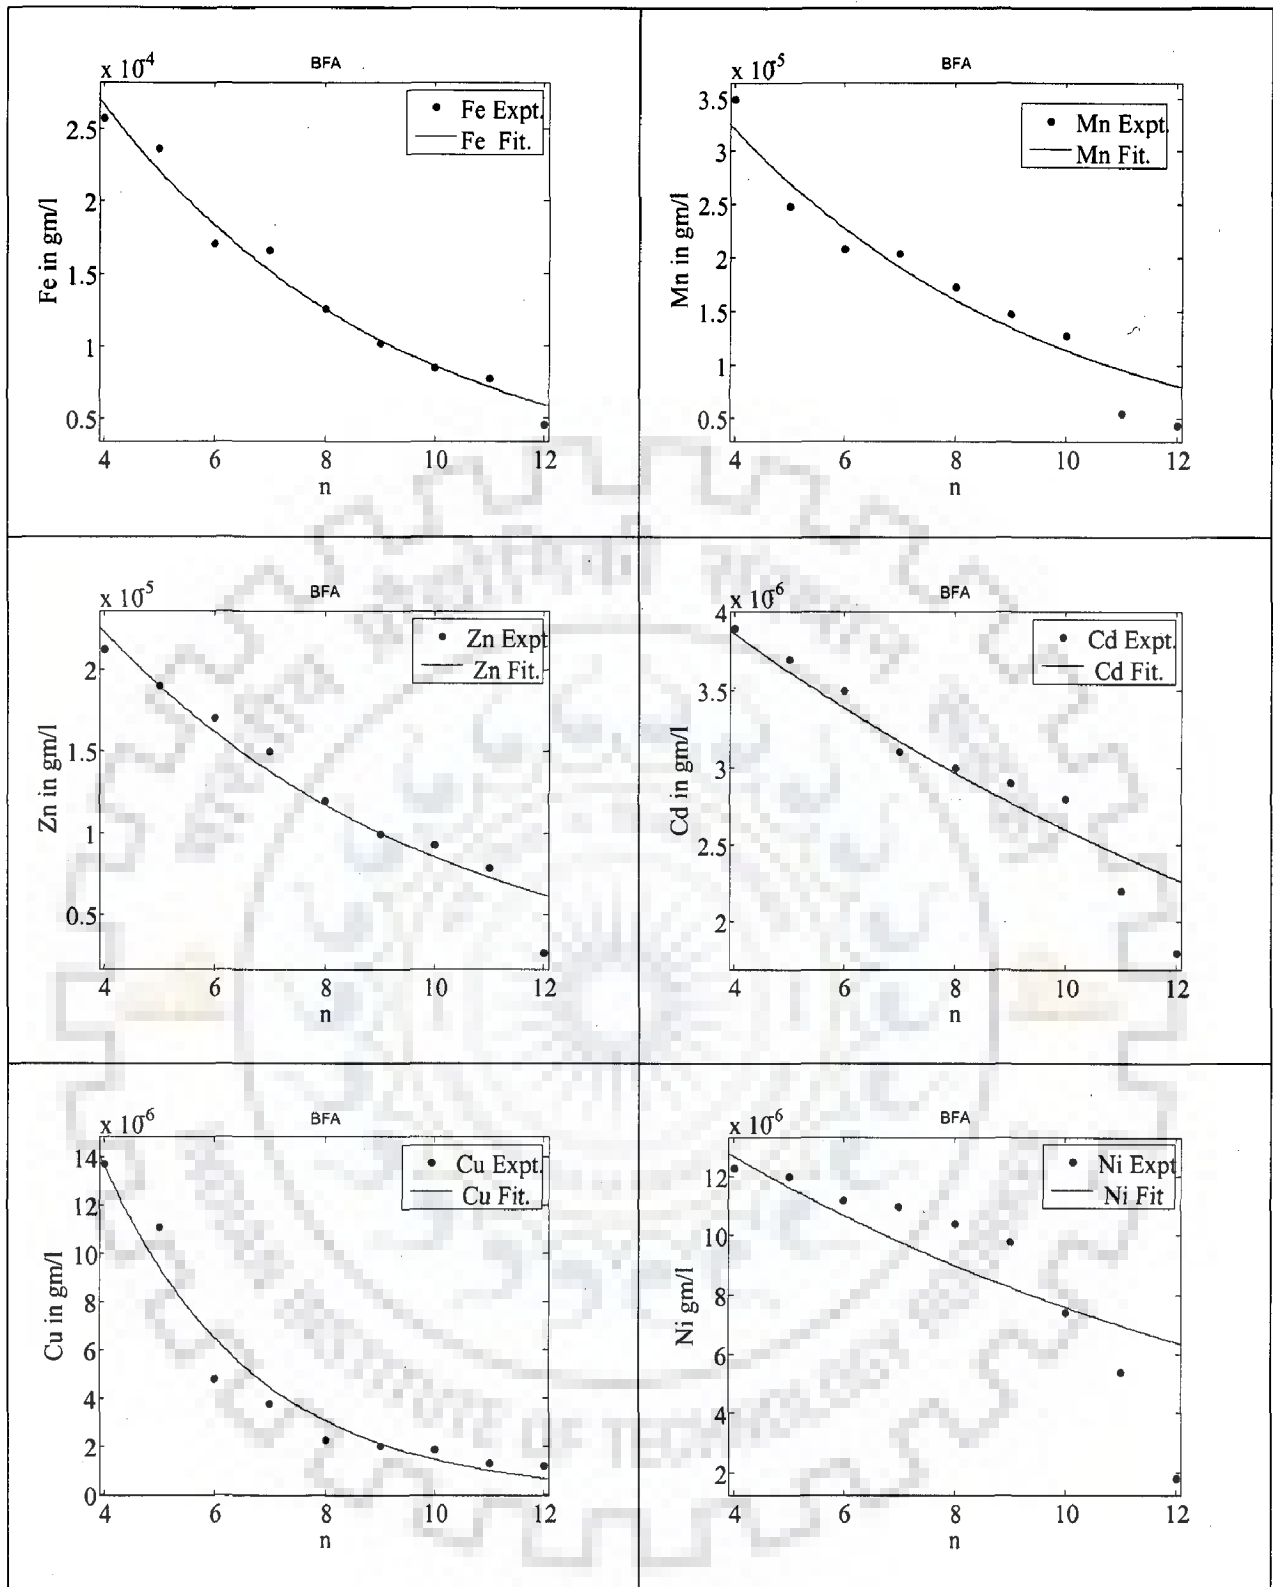 x 10⁻⁴
BFA
Fe Expt.
Fe Fit.
2.5
2
1.5
1
0.5
Fe in gm/l
4 6 8 10 12
n
x 10⁻⁵
BFA
Mn Expt.
Mn Fit.
3.5
3
2.5
2
1.5
1
0.5
Mn in gm/l
4 6 8 10 12
n
x 10⁻⁵
BFA
Zn Expt
Zn Fit.
2
1.5
1
0.5
Zn in gm/l
4 6 8 10 12
n
x 10⁻⁶
BFA
Cd Expt.
Cd Fit.
4
3.5
3
2.5
2
Cd in gm/l
4 6 8 10 12
n
x 10⁻⁶
BFA
Cu Expt.
Cu Fit.
14
12
10
8
6
4
2
0
Cu in gm/l
4 6 8 10 12
n
x 10⁻⁶
BFA
Ni Expt.
Ni Fit
12
10
8
6
4
2
Ni gm/l
4 6 8 10 12
n
OF TECHNOLOGY